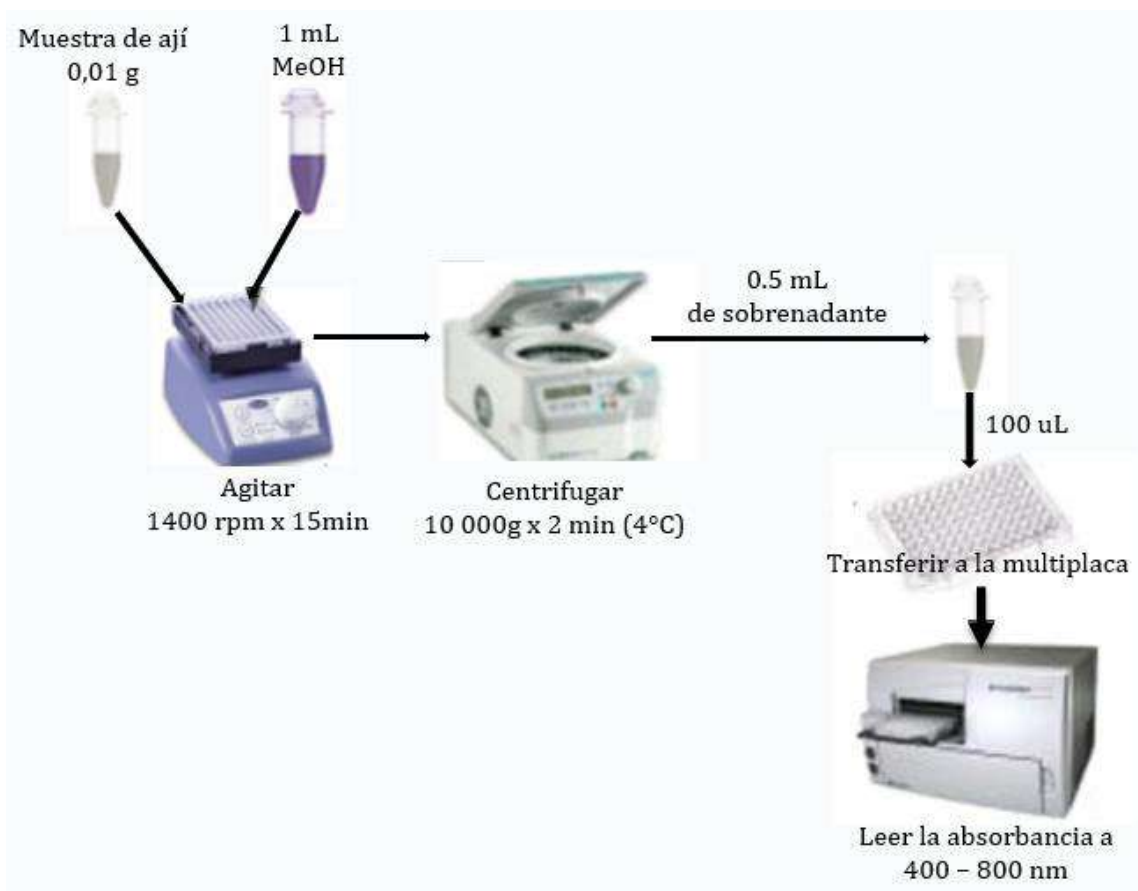 Muestra de ají
0,01 g
1 mL
MeOH
Agitar
1400 rpm x 15min
Centrifugar
10 000g x 2 min (4°C)
0.5 mL
de sobrenadante
100 uL
Transferir a la multiplaca
Leer la absorbancia a
400 – 800 nm